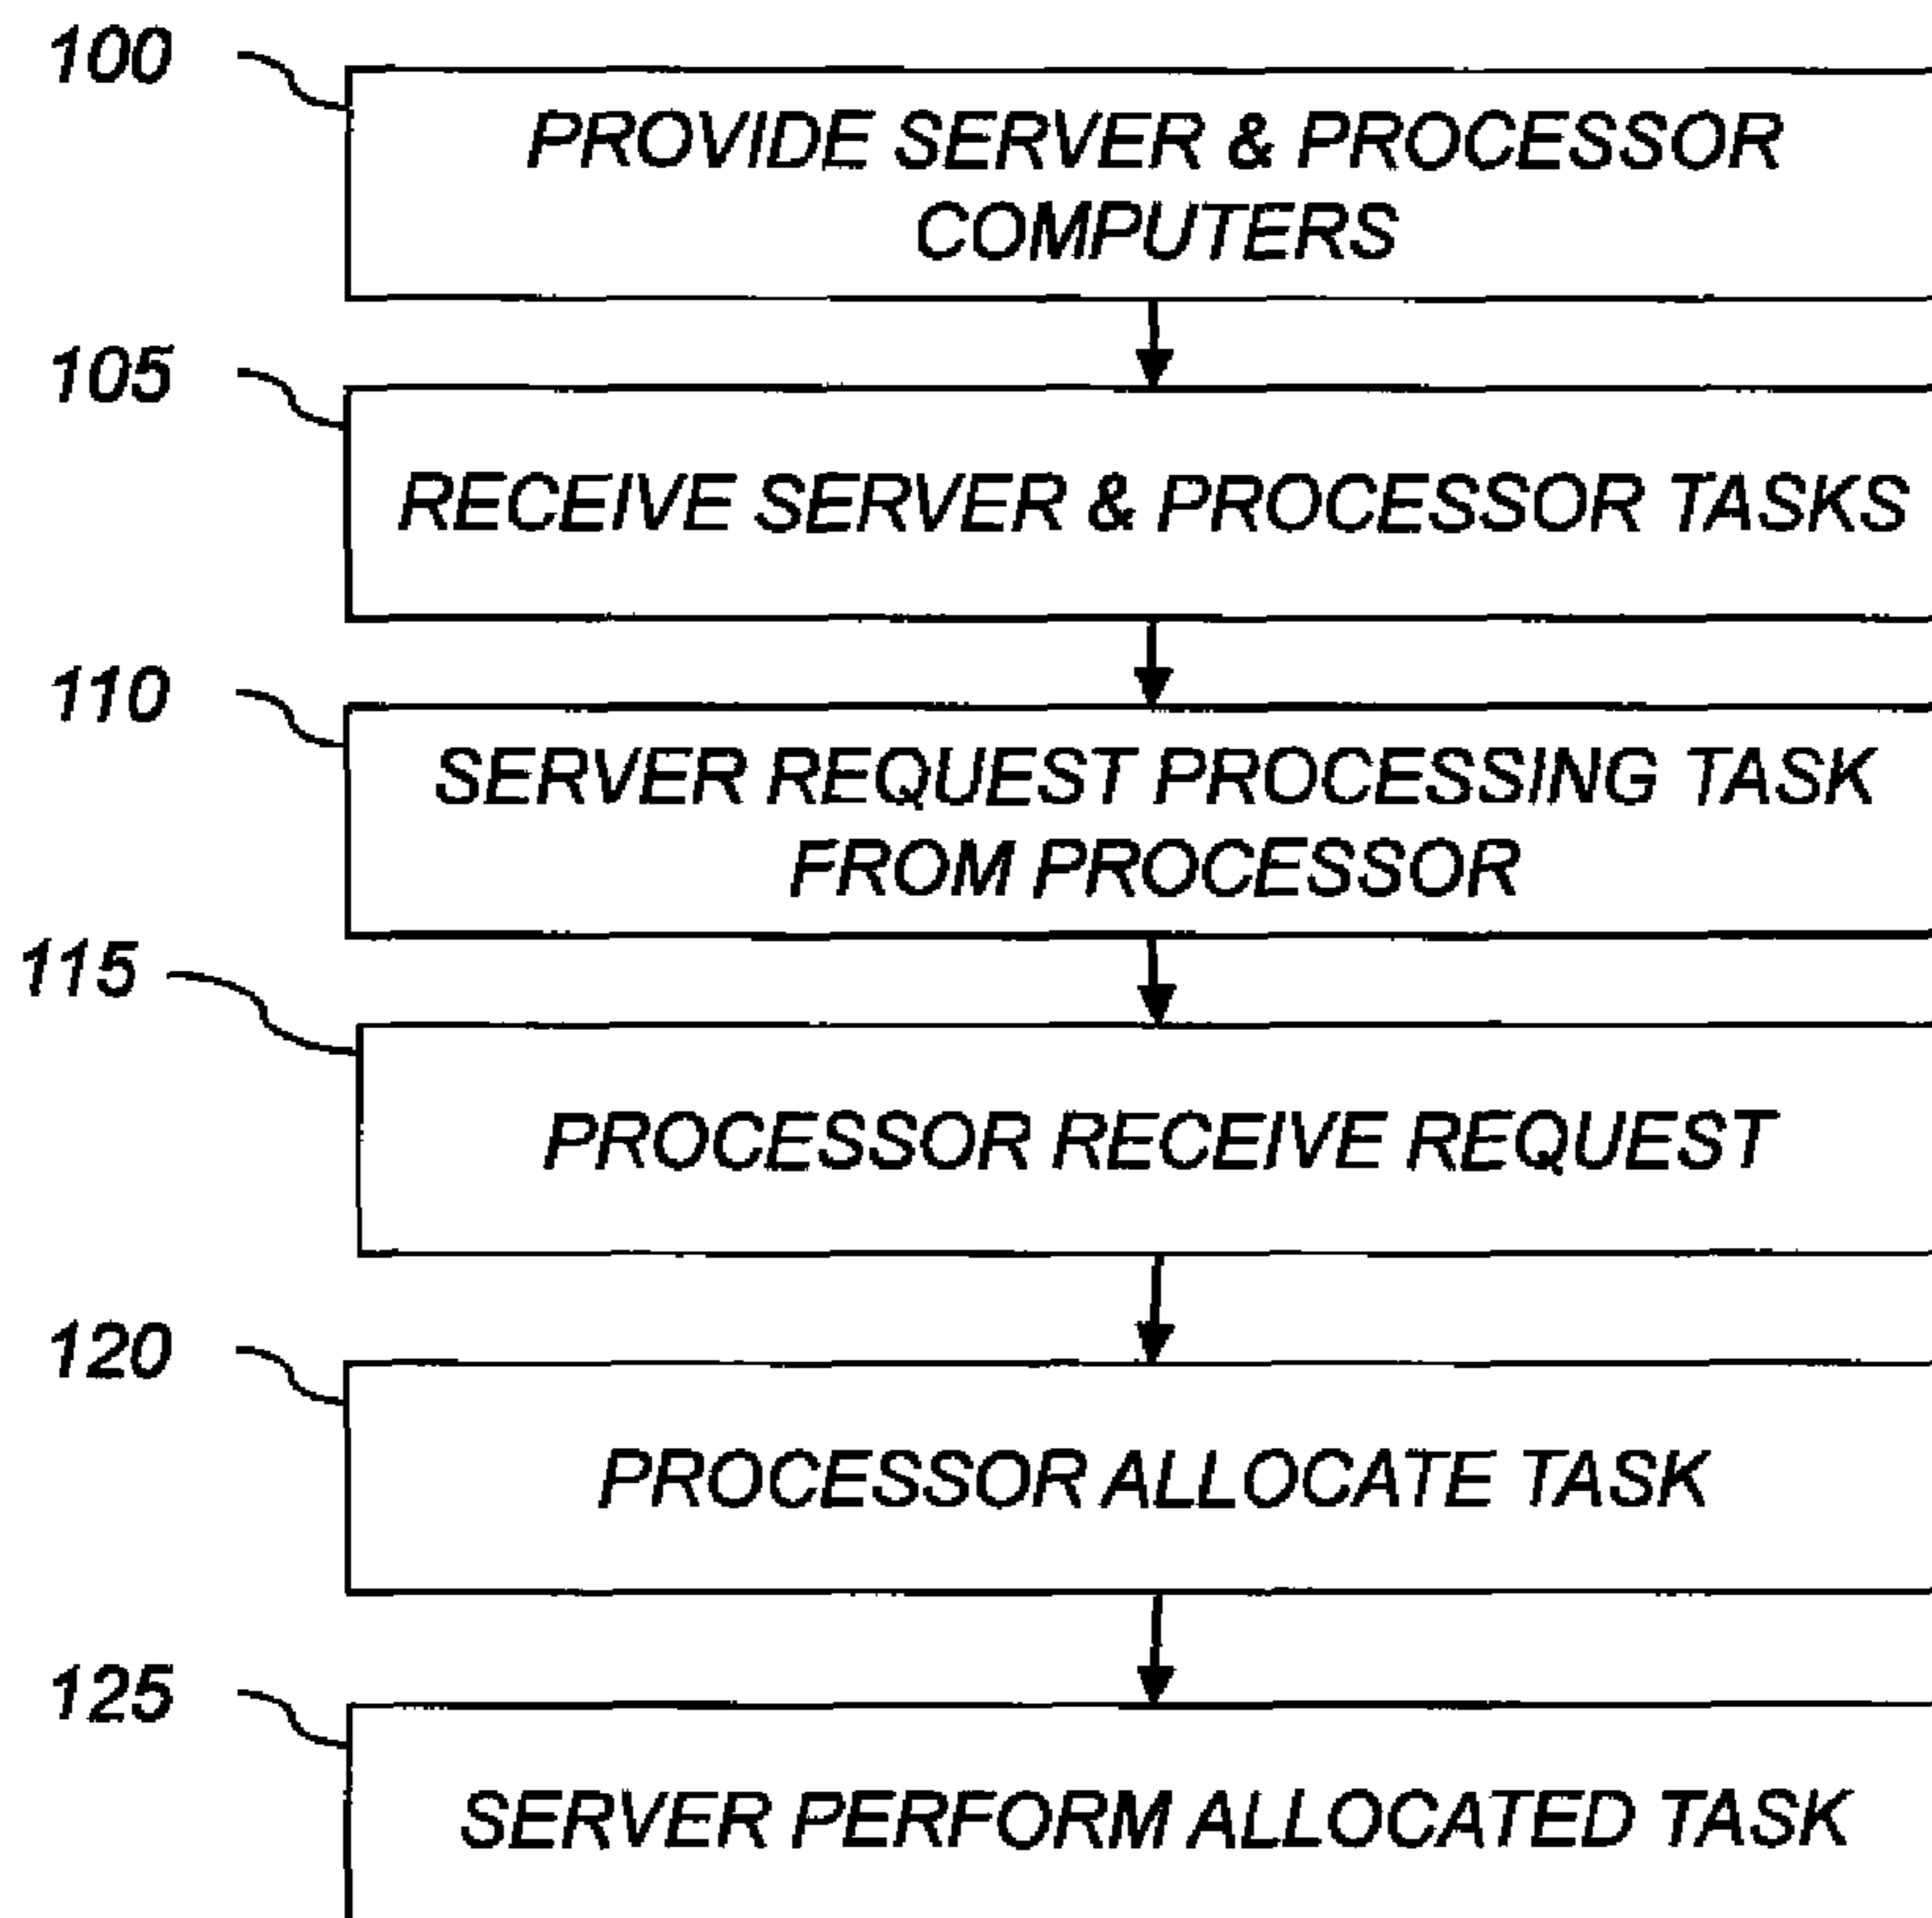 100
PROVIDE SERVER & PROCESSOR
COMPUTERS
105
RECEIVE SERVER & PROCESSOR TASKS
110
SERVER REQUEST PROCESSING TASK
FROM PROCESSOR
115
PROCESSOR RECEIVE REQUEST
120
PROCESSOR ALLOCATE TASK
125
SERVER PERFORM ALLOCATED TASK